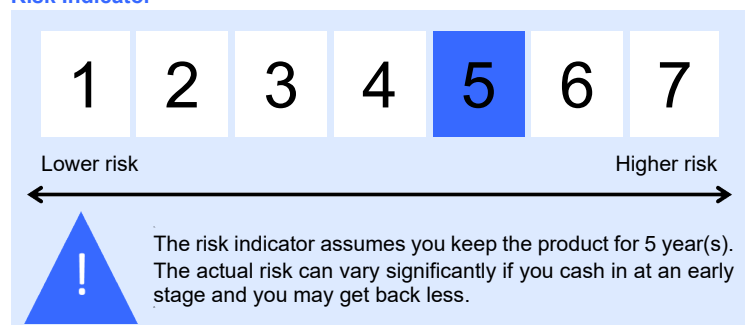 Risk indicator
1 2 3 4 5 6 7
Lower risk Higher risk
!
The risk indicator assumes you keep the product for 5 year(s).
The actual risk can vary significantly if you cash in at an early
stage and you may get back less.